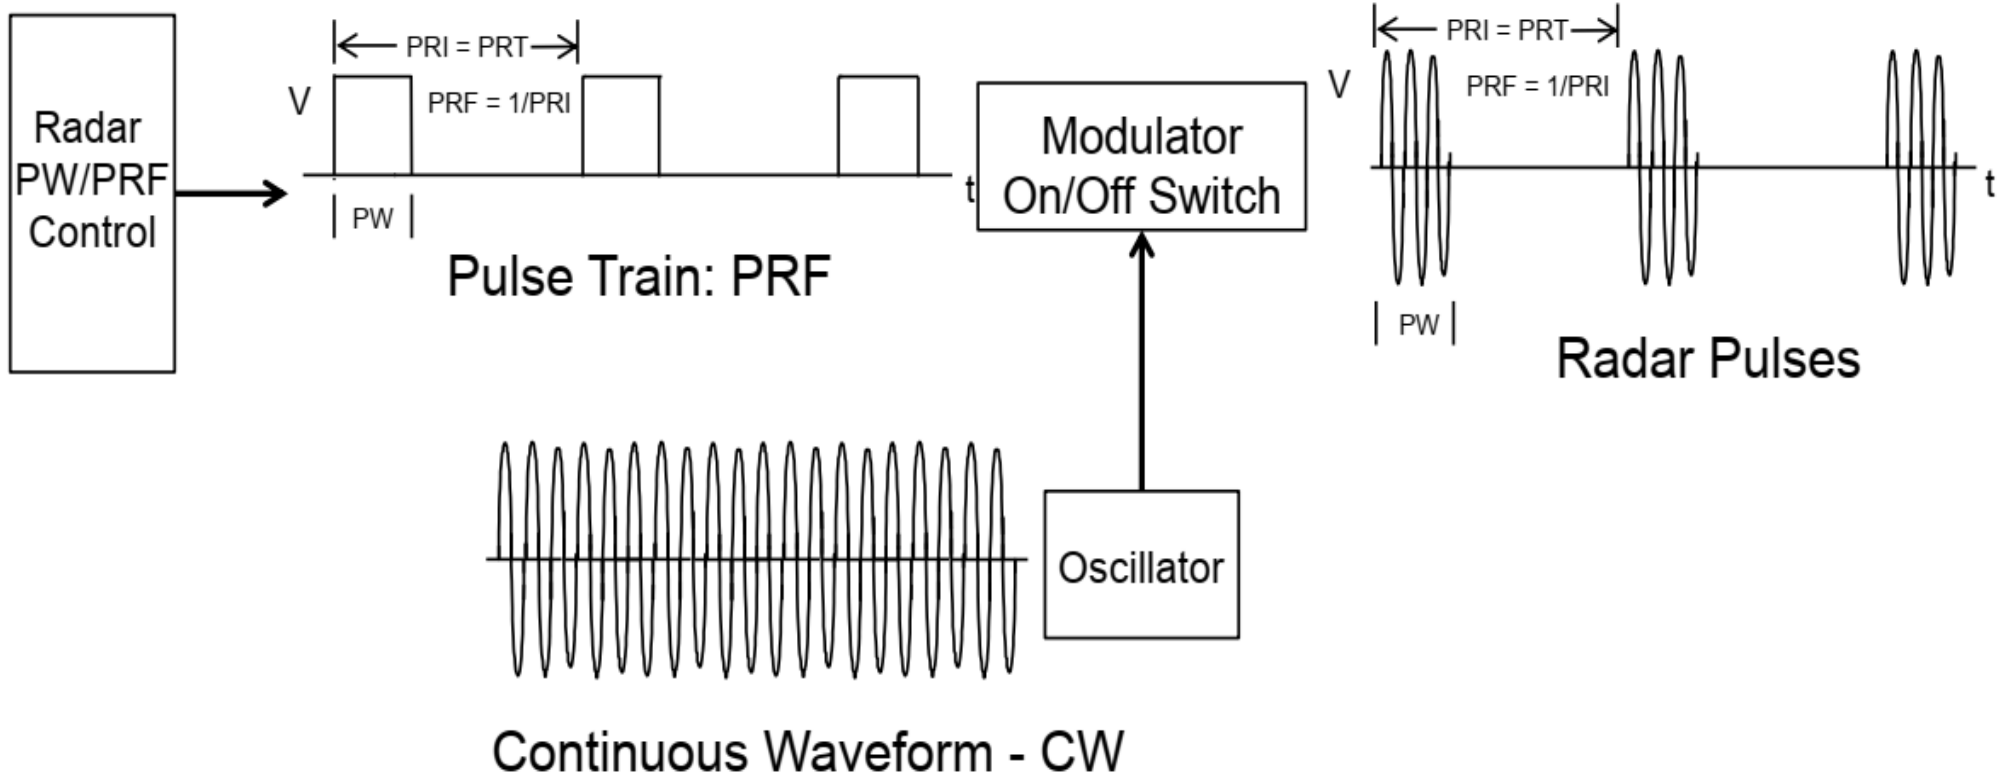 Radar
PW/PRF
Control
PRI = PRT
V
PRF = 1/PRI
t
PW
Pulse Train: PRF
Modulator
On/Off Switch
PRI = PRT
V
PRF = 1/PRI
t
PW
Radar Pulses
Oscillator
Continuous Waveform - CW